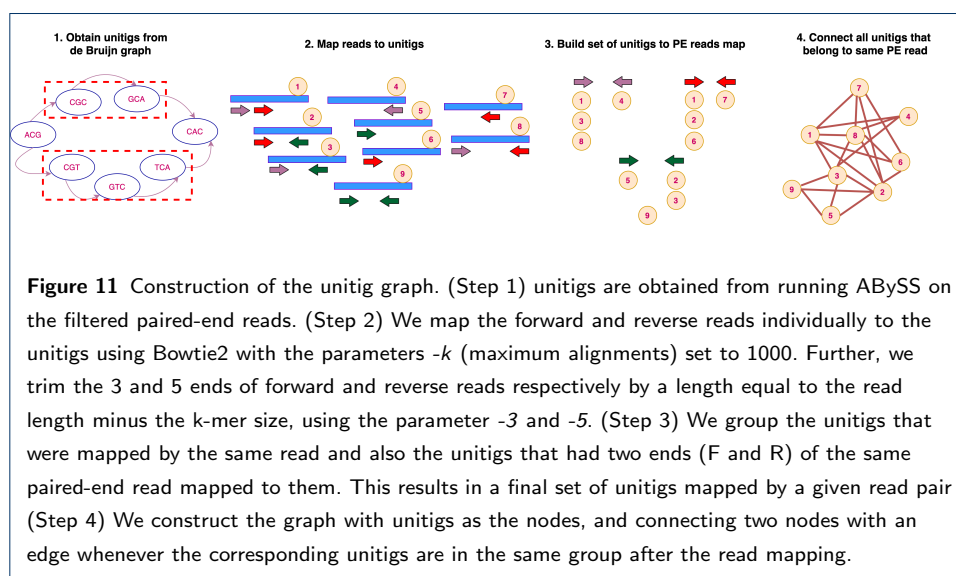 1. Obtain unitigs from
de Bruijn graph
CGC
GCA
ACG
CAC
CGT
TCA
GTC
2. Map reads to unitigs
1
4
7
2
5
8
3
6
9
3. Build set of unitigs to PE reads map
1
4
1
7
3
2
8
6
5
2
3
9
4. Connect all unitigs that
belong to same PE read
7
4
1
8
6
3
9
2
5
Figure 11 Construction of the unitig graph. (Step 1) unitigs are obtained from running ABySS on
the filtered paired-end reads. (Step 2) We map the forward and reverse reads individually to the
unitigs using Bowtie2 with the parameters -k (maximum alignments) set to 1000. Further, we
trim the 3 and 5 ends of forward and reverse reads respectively by a length equal to the read
length minus the k-mer size, using the parameter -3 and -5. (Step 3) We group the unitigs that
were mapped by the same read and also the unitigs that had two ends (F and R) of the same
paired-end read mapped to them. This results in a final set of unitigs mapped by a given read pair
(Step 4) We construct the graph with unitigs as the nodes, and connecting two nodes with an
edge whenever the corresponding unitigs are in the same group after the read mapping.